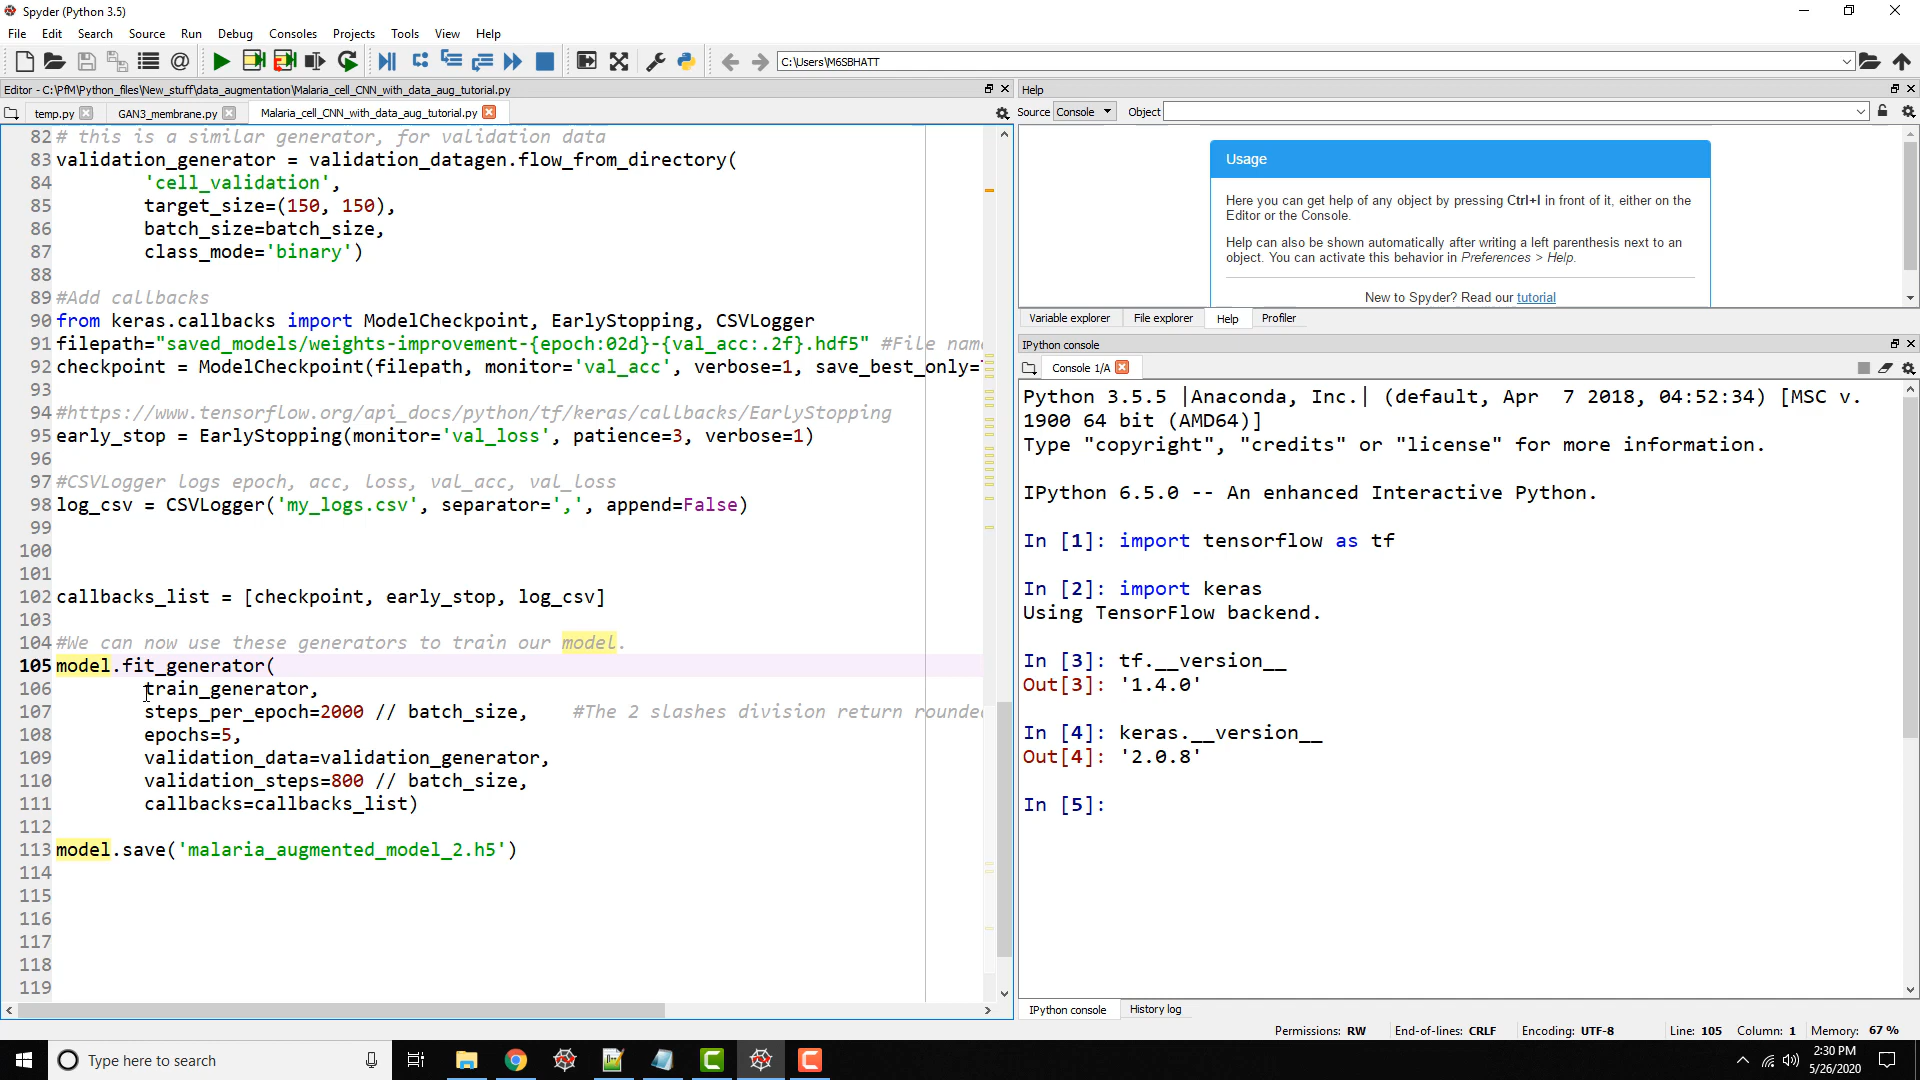 Spyder (Python 3.5)
File Edit Search Source Run Debug Consoles Projects Tools View Help
C:\Users\M6SBHATT
Editor - C:\PfM\Python_files\New_stuff\data_augmentation\Malaria_cell_CNN_with_data_aug_tutorial.py
temp.py GAN3_membrane.py Malaria_cell_CNN_with_data_aug_tutorial.py
82 # this is a similar generator, for validation data
83 validation_generator = validation_datagen.flow_from_directory(
84 'cell_validation',
85 target_size=(150, 150),
86 batch_size=batch_size,
87 class_mode='binary')
88
89 #Add callbacks
90 from keras.callbacks import ModelCheckpoint, EarlyStopping, CSVLogger
91 filepath="saved_models/weights-improvement-{epoch:02d}-{val_acc:.2f}.hdf5" #File name
92 checkpoint = ModelCheckpoint(filepath, monitor='val_acc', verbose=1, save_best_only=
93
94 #https://www.tensorflow.org/api_docs/python/tf/keras/callbacks/EarlyStopping
95 early_stop = EarlyStopping(monitor='val_loss', patience=3, verbose=1)
96
97 #CSVLogger logs epoch, acc, loss, val_acc, val_loss
98 log_csv = CSVLogger('my_logs.csv', separator=',', append=False)
99
100
101
102 callbacks_list = [checkpoint, early_stop, log_csv]
103
104 #We can now use these generators to train our model.
105 model.fit_generator(
106 train_generator,
107 steps_per_epoch=2000 // batch_size, #The 2 slashes division return rounded
108 epochs=5,
109 validation_data=validation_generator,
110 validation_steps=800 // batch_size,
111 callbacks=callbacks_list)
112
113 model.save('malaria_augmented_model_2.h5')
114
115
116
117
118
119
Help
Source Console Object
Usage
Here you can get help of any object by pressing Ctrl+I in front of it, either on the
Editor or the Console.
Help can also be shown automatically after writing a left parenthesis next to an
object. You can activate this behavior in Preferences > Help.
New to Spyder? Read our tutorial
Variable explorer File explorer Help Profiler
IPython console
Console 1/A
Python 3.5.5 |Anaconda, Inc.| (default, Apr  7 2018, 04:52:34) [MSC v.
1900 64 bit (AMD64)]
Type "copyright", "credits" or "license" for more information.
IPython 6.5.0 -- An enhanced Interactive Python.
In [1]: import tensorflow as tf
In [2]: import keras
Using TensorFlow backend.
In [3]: tf.__version__
Out[3]: '1.4.0'
In [4]: keras.__version__
Out[4]: '2.0.8'
In [5]:
IPython console History log
Permissions: RW End-of-lines: CRLF Encoding: UTF-8 Line: 105 Column: 1 Memory: 67 %
Type here to search
2:30 PM
5/26/2020